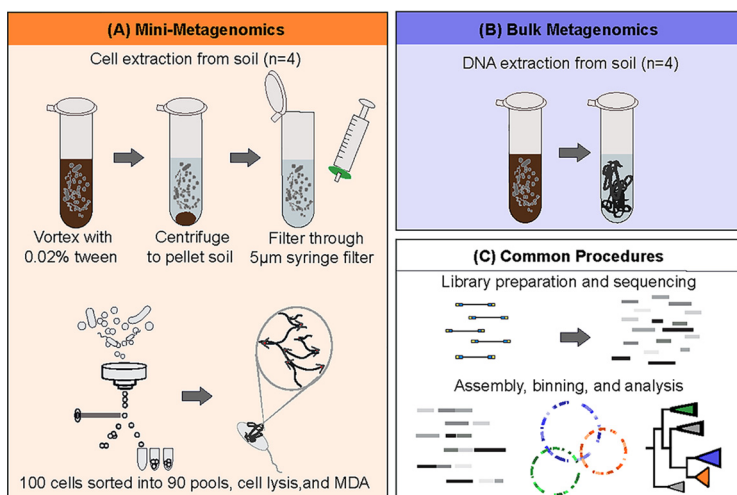 (A) Mini-Metagenomics
Cell extraction from soil (n=4)
Vortex with
0.02% tween
Centrifuge
to pellet soil
Filter through
5µm syringe filter
100 cells sorted into 90 pools, cell lysis,and MDA
(B) Bulk Metagenomics
DNA extraction from soil (n=4)
(C) Common Procedures
Library preparation and sequencing
Assembly, binning, and analysis